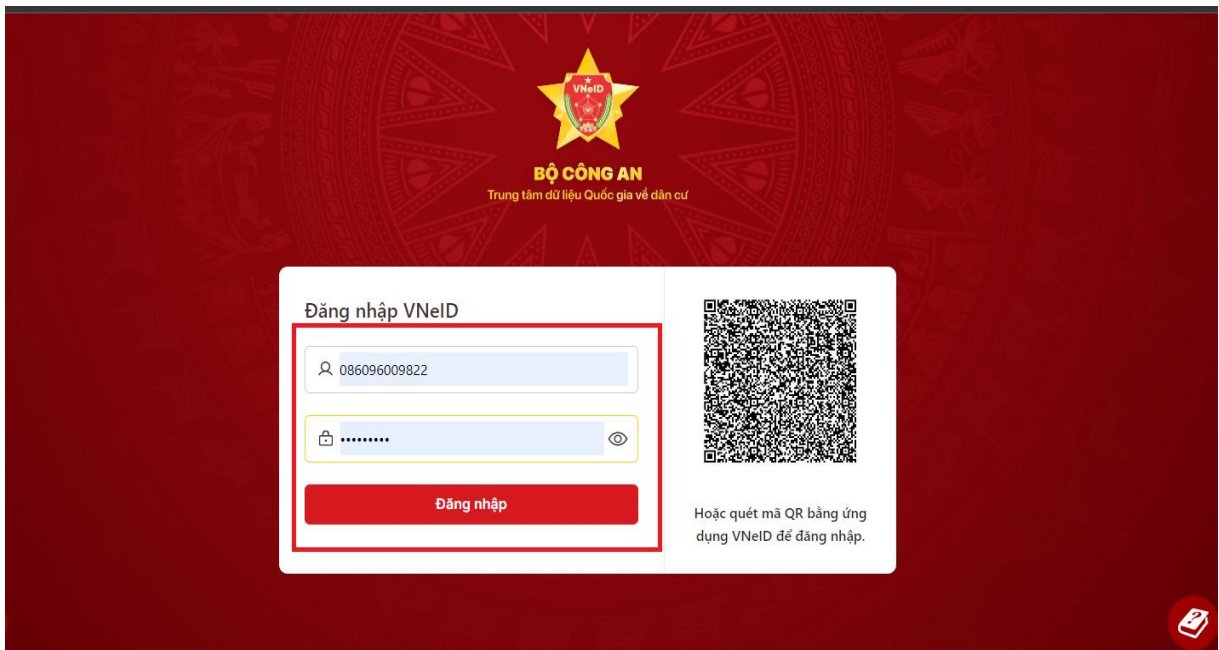 VNeID
BỘ CÔNG AN
Trung tâm dữ liệu Quốc gia về dân cư
Đăng nhập VNeID
086096009822
•••••••••
Đăng nhập
Hoặc quét mã QR bằng ứng
dụng VNeID để đăng nhập.
?